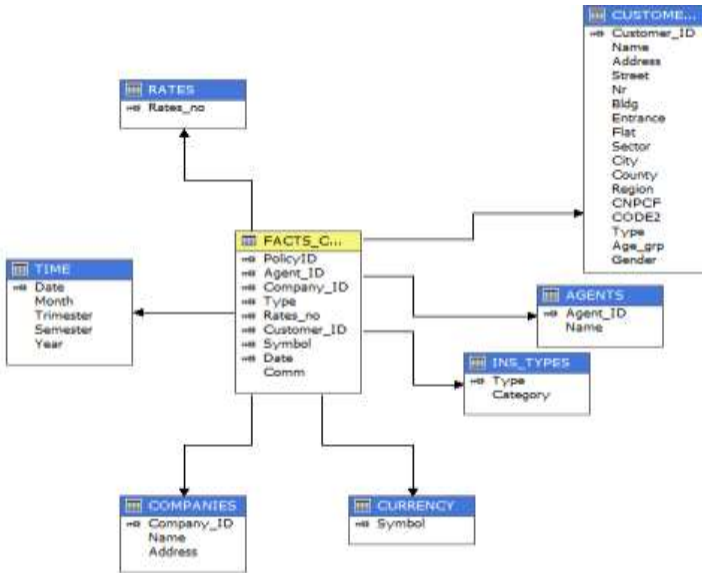 CUSTOME...
Customer_ID
Name
Address
Street
Nr
Bldg
Entrance
Flat
Sector
City
County
Region
CNPCF
CODE2
Type
Age_grp
Gender
RATES
Rates_no
FACTS_C...
PolicyID
Agent_ID
Company_ID
Type
Rates_no
Customer_ID
Symbol
Date
Comm
TIME
Date
Month
Trimester
Semester
Year
AGENTS
Agent_ID
Name
INS_TYPES
Type
Category
COMPANIES
Company_ID
Name
Address
CURRENCY
Symbol